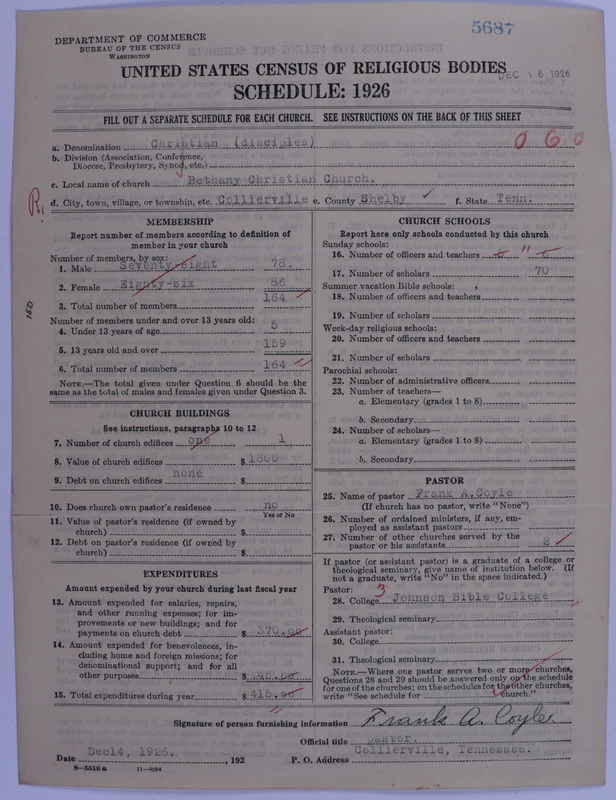 5687
DEPARTMENT OF COMMERCE
BUREAU OF THE CENSUS
WASHINGTON
UNITED STATES CENSUS OF RELIGIOUS BODIES
DEC 16 1926
SCHEDULE: 1926
FILL OUT A SEPARATE SCHEDULE FOR EACH CHURCH. SEE INSTRUCTIONS ON THE BACK OF THIS SHEET
a. Denomination Christian (disciples) 060
b. Division (Association, Conference, Diocese, Presbytery, Synod, etc.)
c. Local name of church Bethany Christian Church.
R. d. City, town, village, or township, etc. Collierville e. County Shelby f. State Tenn.
MEMBERSHIP
Report number of members according to definition of
member in your church
Number of members, by sex:
1. Male Seventy-eight 78.
2. Female Eighty-six 86
3. Total number of members 164
150
Number of members under and over 13 years old:
4. Under 13 years of age 5
5. 13 years old and over 159
6. Total number of members 164
NOTE.—The total given under Question 6 should be the
same as the total of males and females given under Question 3.
CHURCH BUILDINGS
See instructions, paragraphs 10 to 12
7. Number of church edifices one 1
8. Value of church edifices $ 1800
9. Debt on church edifices none $
10. Does church own pastor's residence no
Yes or No
11. Value of pastor's residence (if owned by
church) $
12. Debt on pastor's residence (if owned by
church) $
EXPENDITURES
Amount expended by your church during last fiscal year
13. Amount expended for salaries, repairs,
and other running expenses; for im-
provements or new buildings; and for
payments on church debt $ 370.00
14. Amount expended for benevolences, in-
cluding home and foreign missions; for
denominational support; and for all
other purposes $ 45.00
15. Total expenditures during year $ 415.00
CHURCH SCHOOLS
Report here only schools conducted by this church
Sunday schools:
16. Number of officers and teachers 6 " 6
17. Number of scholars 70
Summer vacation Bible schools:
18. Number of officers and teachers
19. Number of scholars
Week-day religious schools:
20. Number of officers and teachers
21. Number of scholars
Parochial schools:
22. Number of administrative officers
23. Number of teachers—
a. Elementary (grades 1 to 8)
b. Secondary
24. Number of scholars—
a. Elementary (grades 1 to 8)
b. Secondary
PASTOR
25. Name of pastor Frank A. Coyle
(If church has no pastor, write "None")
26. Number of ordained ministers, if any, em-
ployed as assistant pastors
27. Number of other churches served by the
pastor or his assistants 2
If pastor (or assistant pastor) is a graduate of a college or
theological seminary, give name of institution below. (If
not a graduate, write "No" in the space indicated.)
Pastor: 3
28. College Johnson Bible College
29. Theological seminary
Assistant pastor:
30. College
31. Theological seminary
NOTE.—Where one pastor serves two or more churches,
Questions 28 and 29 should be answered only on the schedule
for one of the churches; on the schedules for the other churches,
write "See schedule for church."
Signature of person furnishing information Frank A. Coyle
Official title pastor.
Date Dec14, 1926. , 192 P. O. Address Collierville, Tennessee.
8—5518a 11—8054